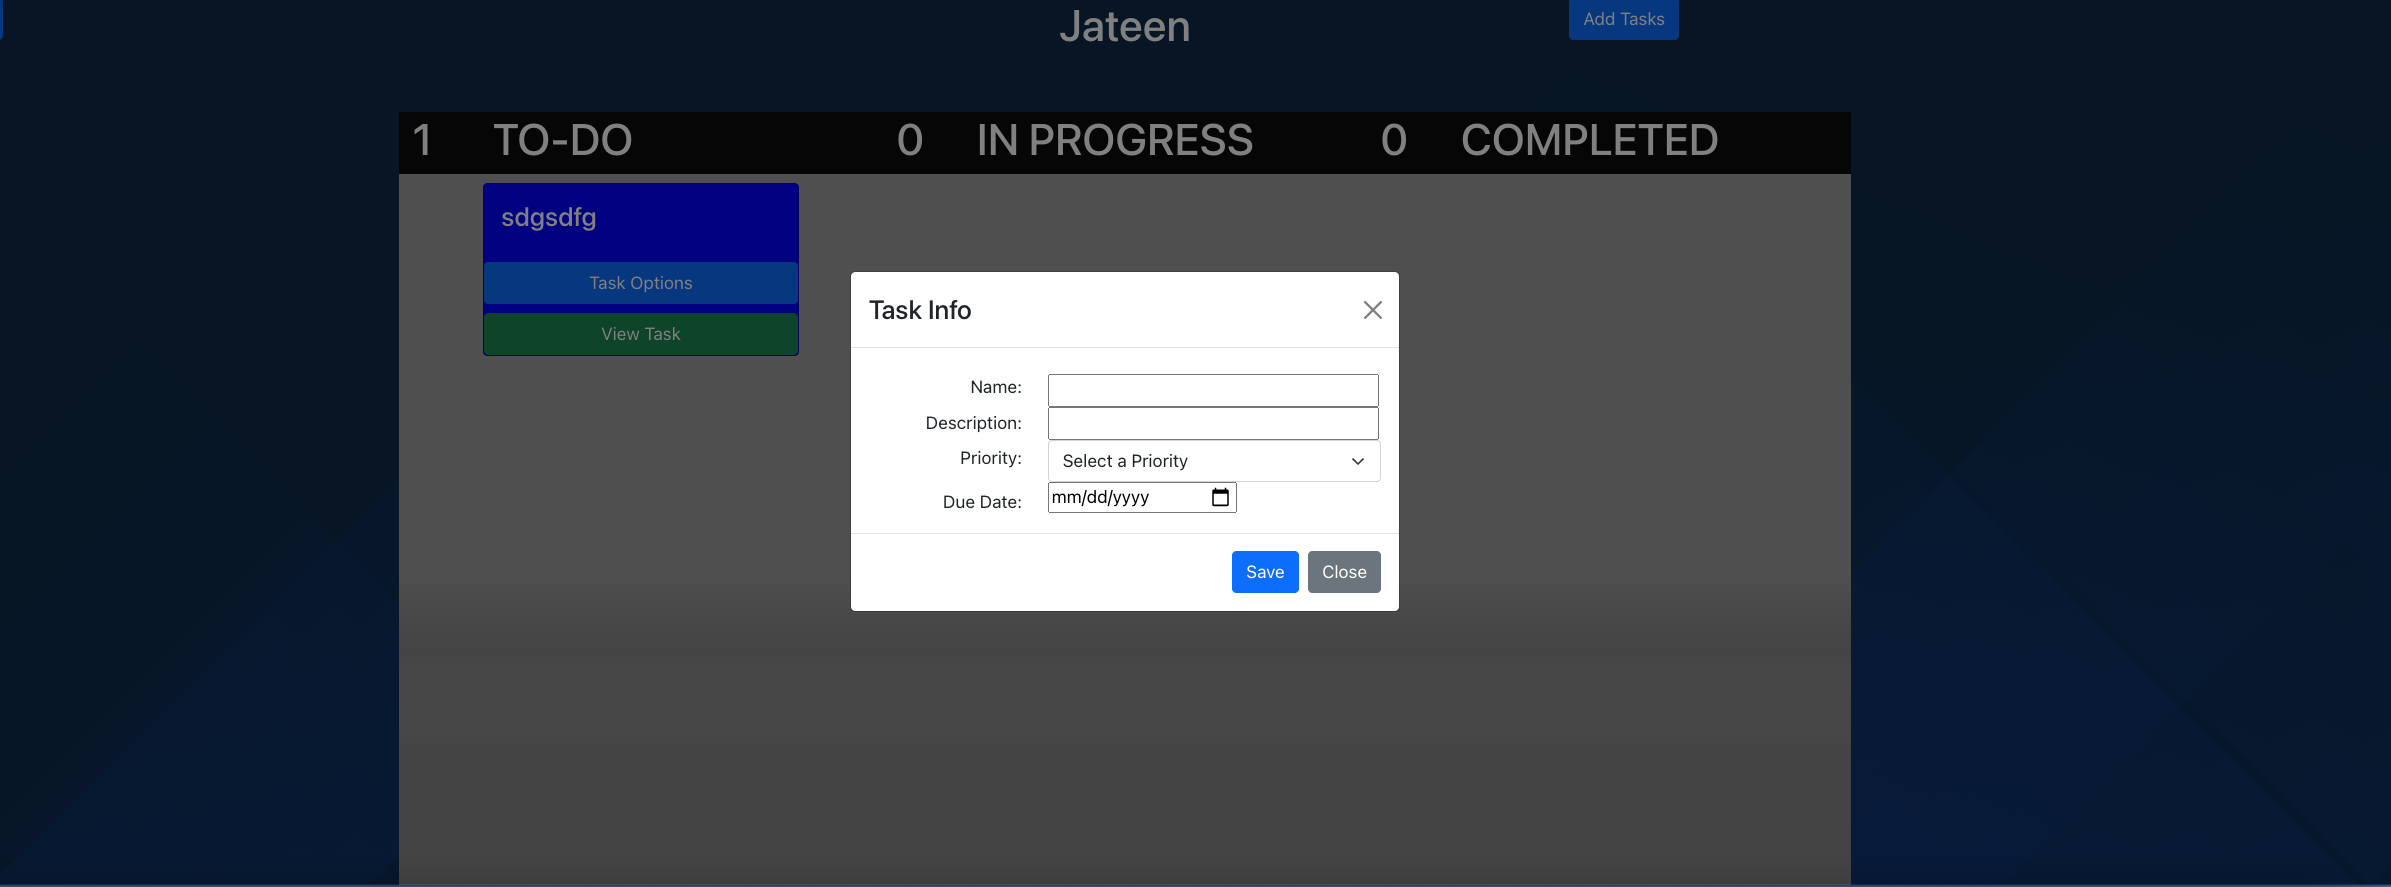 Jateen
Add Tasks
1 TO-DO 0 IN PROGRESS 0 COMPLETED
sdgsdfg
Task Options
View Task
Task Info
Name:
Description:
Priority: Select a Priority
Due Date: mm/dd/yyyy
Save Close